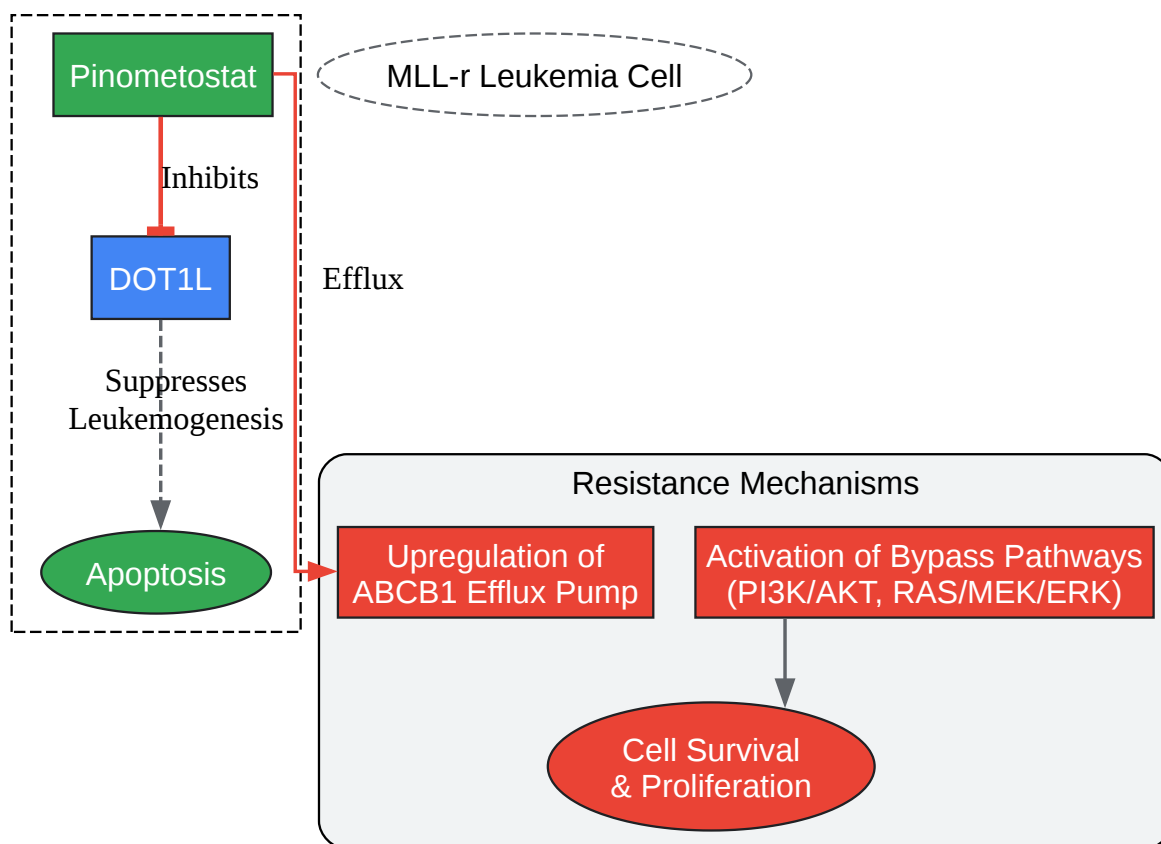 Pinometostat
MLL-r Leukemia Cell
Inhibits
DOT1L
Efflux
Suppresses
Leukemogenesis
Apoptosis
Resistance Mechanisms
Upregulation of
ABCB1 Efflux Pump
Activation of Bypass Pathways
(PI3K/AKT, RAS/MEK/ERK)
Cell Survival
& Proliferation